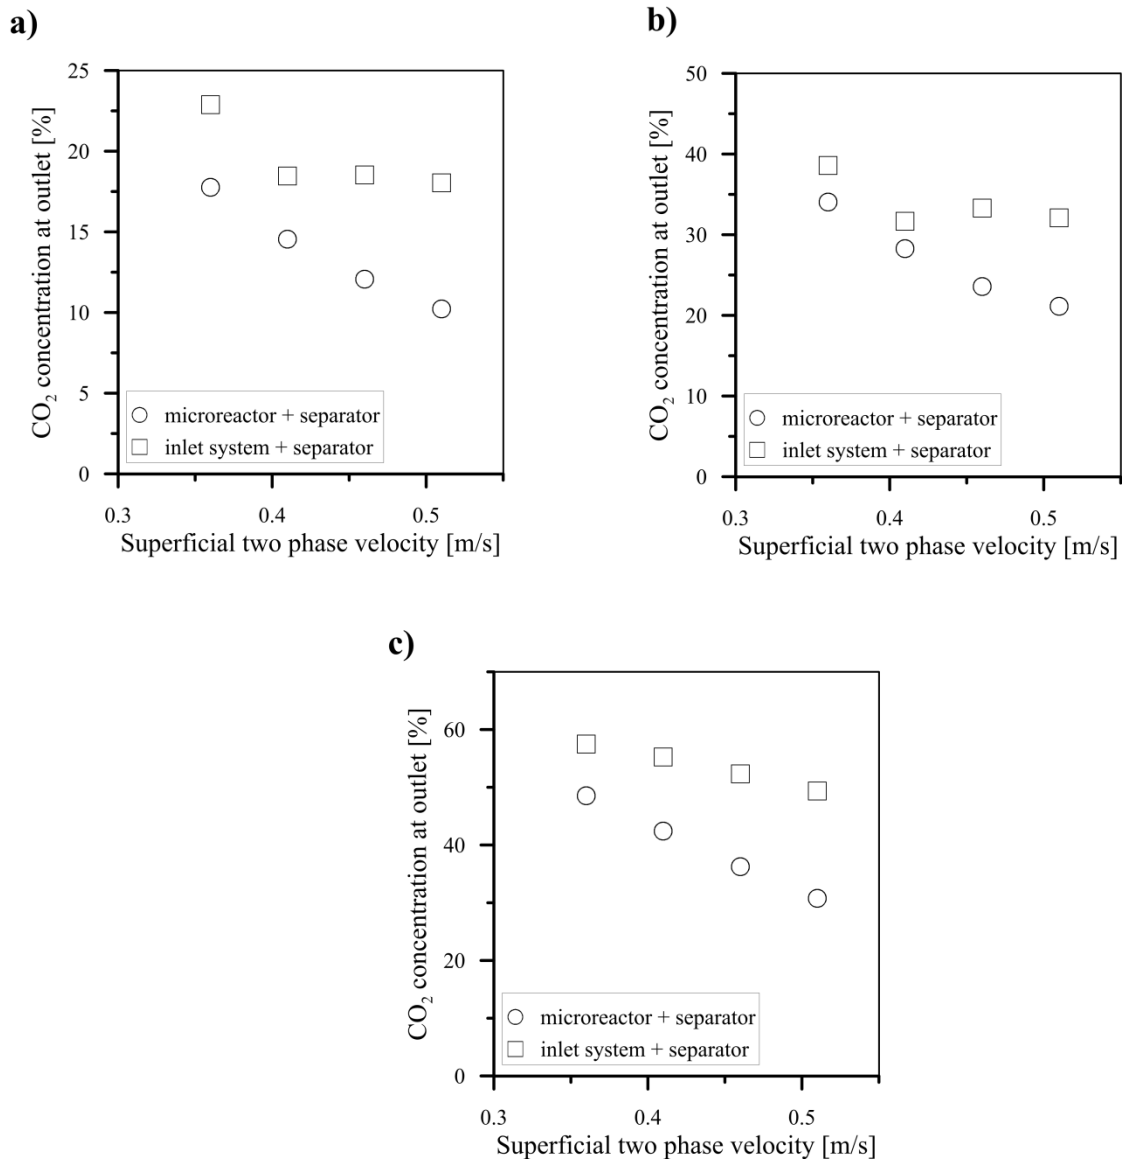 a)
CO₂ concentration at outlet [%]
25
20
15
10
5
0
microreactor + separator
inlet system + separator
0.3
0.4
0.5
Superficial two phase velocity [m/s]
b)
CO₂ concentration at outlet [%]
50
40
30
20
10
0
microreactor + separator
inlet system + separator
0.3
0.4
0.5
Superficial two phase velocity [m/s]
c)
CO₂ concentration at outlet [%]
60
40
20
0
microreactor + separator
inlet system + separator
0.3
0.4
0.5
Superficial two phase velocity [m/s]